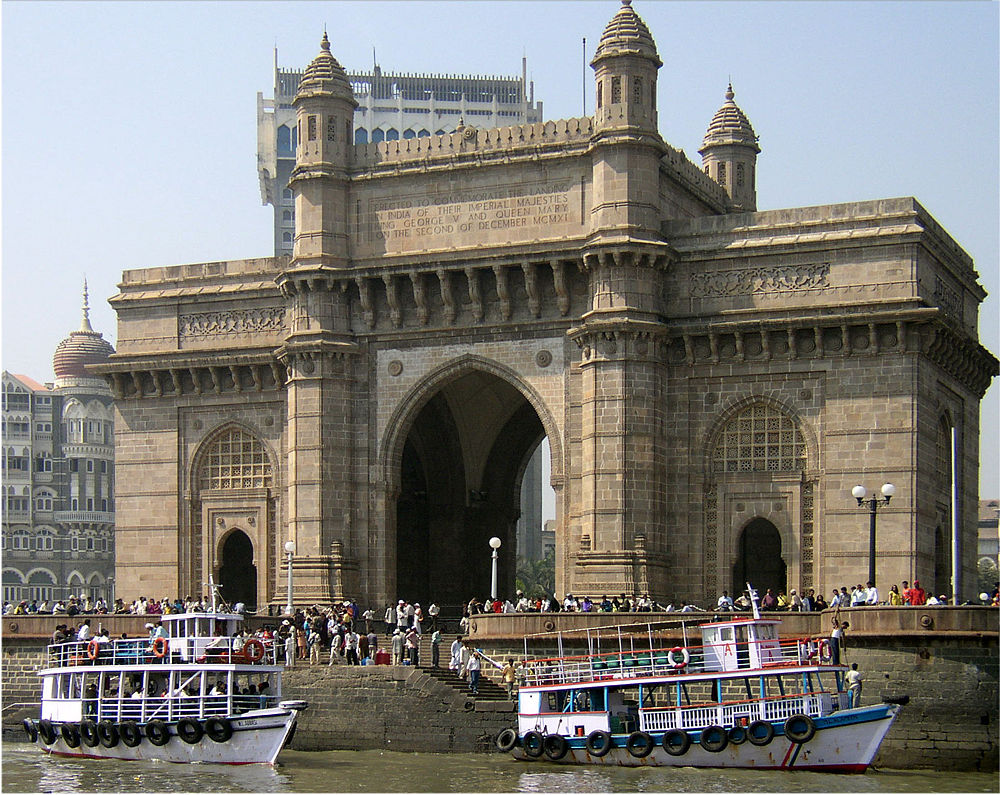 ERECTED TO COMMEMORATE THE LANDING
IN INDIA OF THEIR IMPERIAL MAJESTIES
KING GEORGE V AND QUEEN MARY
ON THE SECOND OF DECEMBER MCMXI